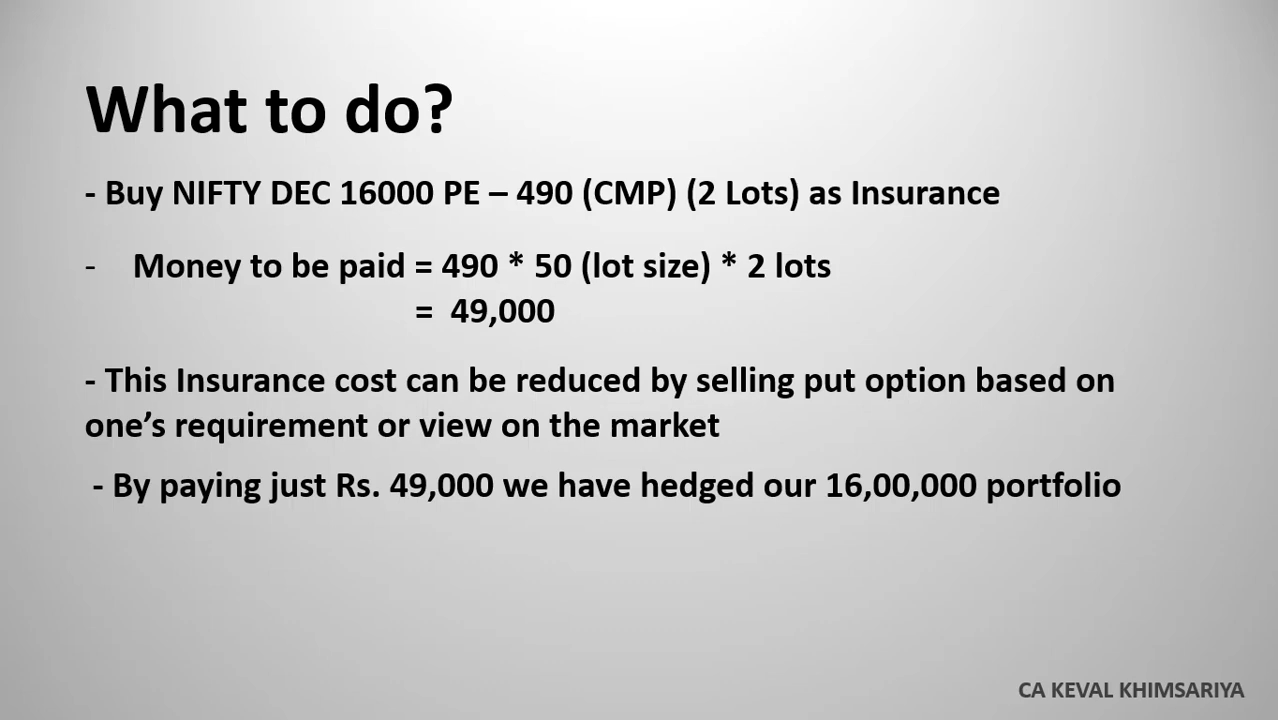 What to do?
- Buy NIFTY DEC 16000 PE – 490 (CMP) (2 Lots) as Insurance
- Money to be paid = 490 * 50 (lot size) * 2 lots
= 49,000
- This Insurance cost can be reduced by selling put option based on
one’s requirement or view on the market
- By paying just Rs. 49,000 we have hedged our 16,00,000 portfolio
CA KEVAL KHIMSARIYA